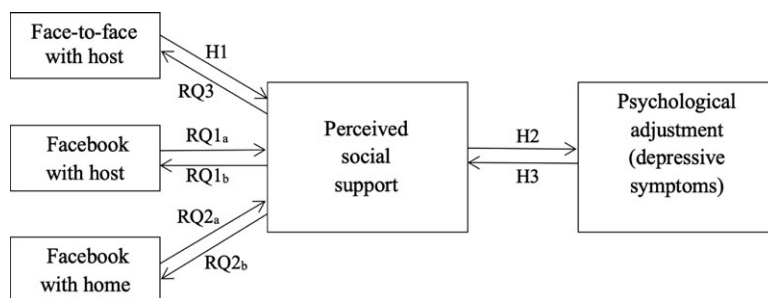 Face-to-face
with host
H1
RQ3
Facebook
with host
RQ1a
RQ1b
Facebook
with home
RQ2a
RQ2b
Perceived
social
support
H2
H3
Psychological
adjustment
(depressive
symptoms)